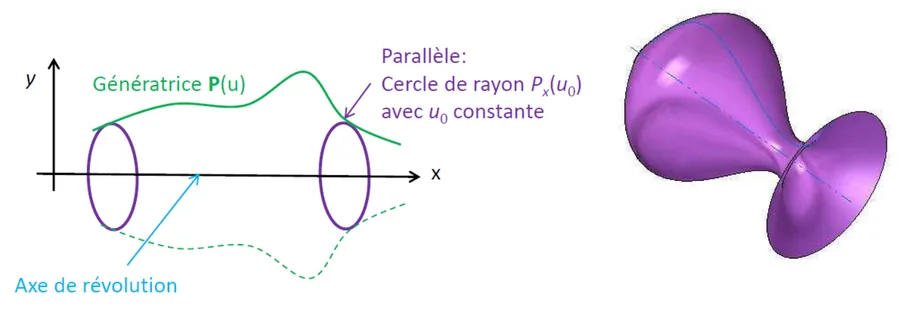 y
Génératrice P(u)
Parallèle:
Cercle de rayon Px(u0)
avec u0 constante
x
Axe de révolution